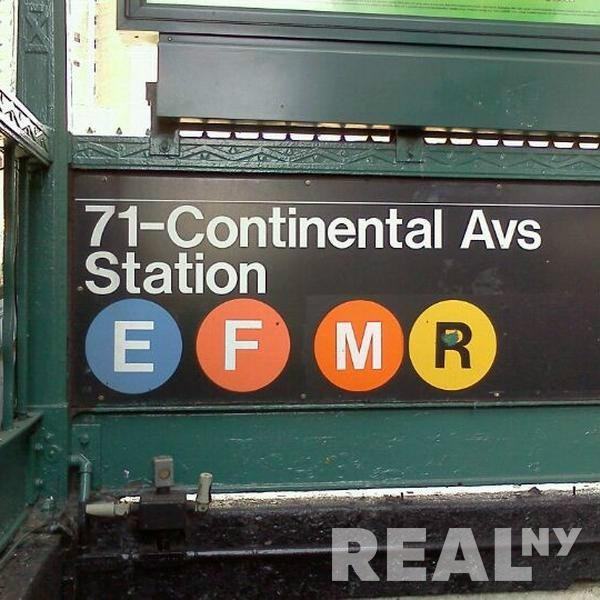 71-Continental Avs
Station
E F M R
REALNY